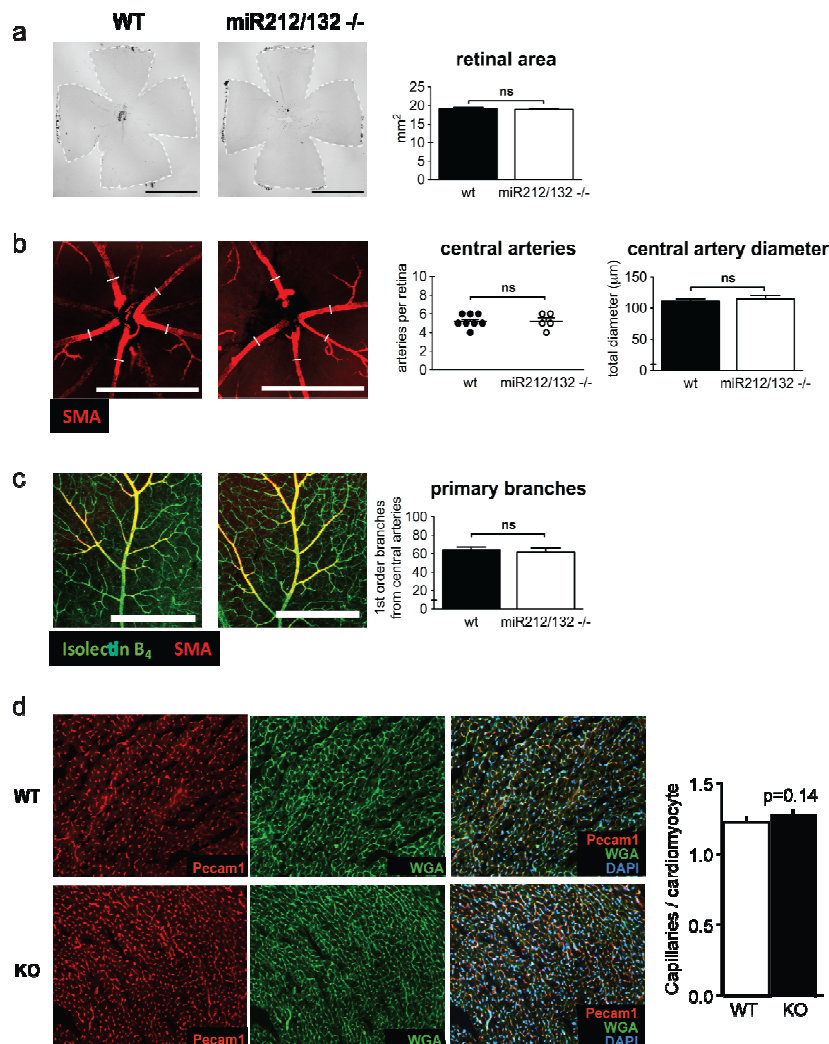 WT miR212/132 -/-
a
retinal area
mm²
25
20
15
10
5
0
ns
wt miR212/132 -/-
b
SMA
central arteries
arteries per retina
10
8
6
4
2
0
ns
wt miR212/132 -/-
central artery diameter
total diameter (µm)
150
100
50
0
ns
wt miR212/132 -/-
c
Isolectin B₄ SMA
primary branches
1st order branches
from central arteries
100
80
60
40
20
0
ns
wt miR212/132 -/-
d
WT
Pecam1
WGA
Pecam1
WGA
DAPI
KO
Pecam1
WGA
Pecam1
WGA
DAPI
Capillaries / cardiomyocyte
1.5
1.0
0.5
0.0
p=0.14
WT KO